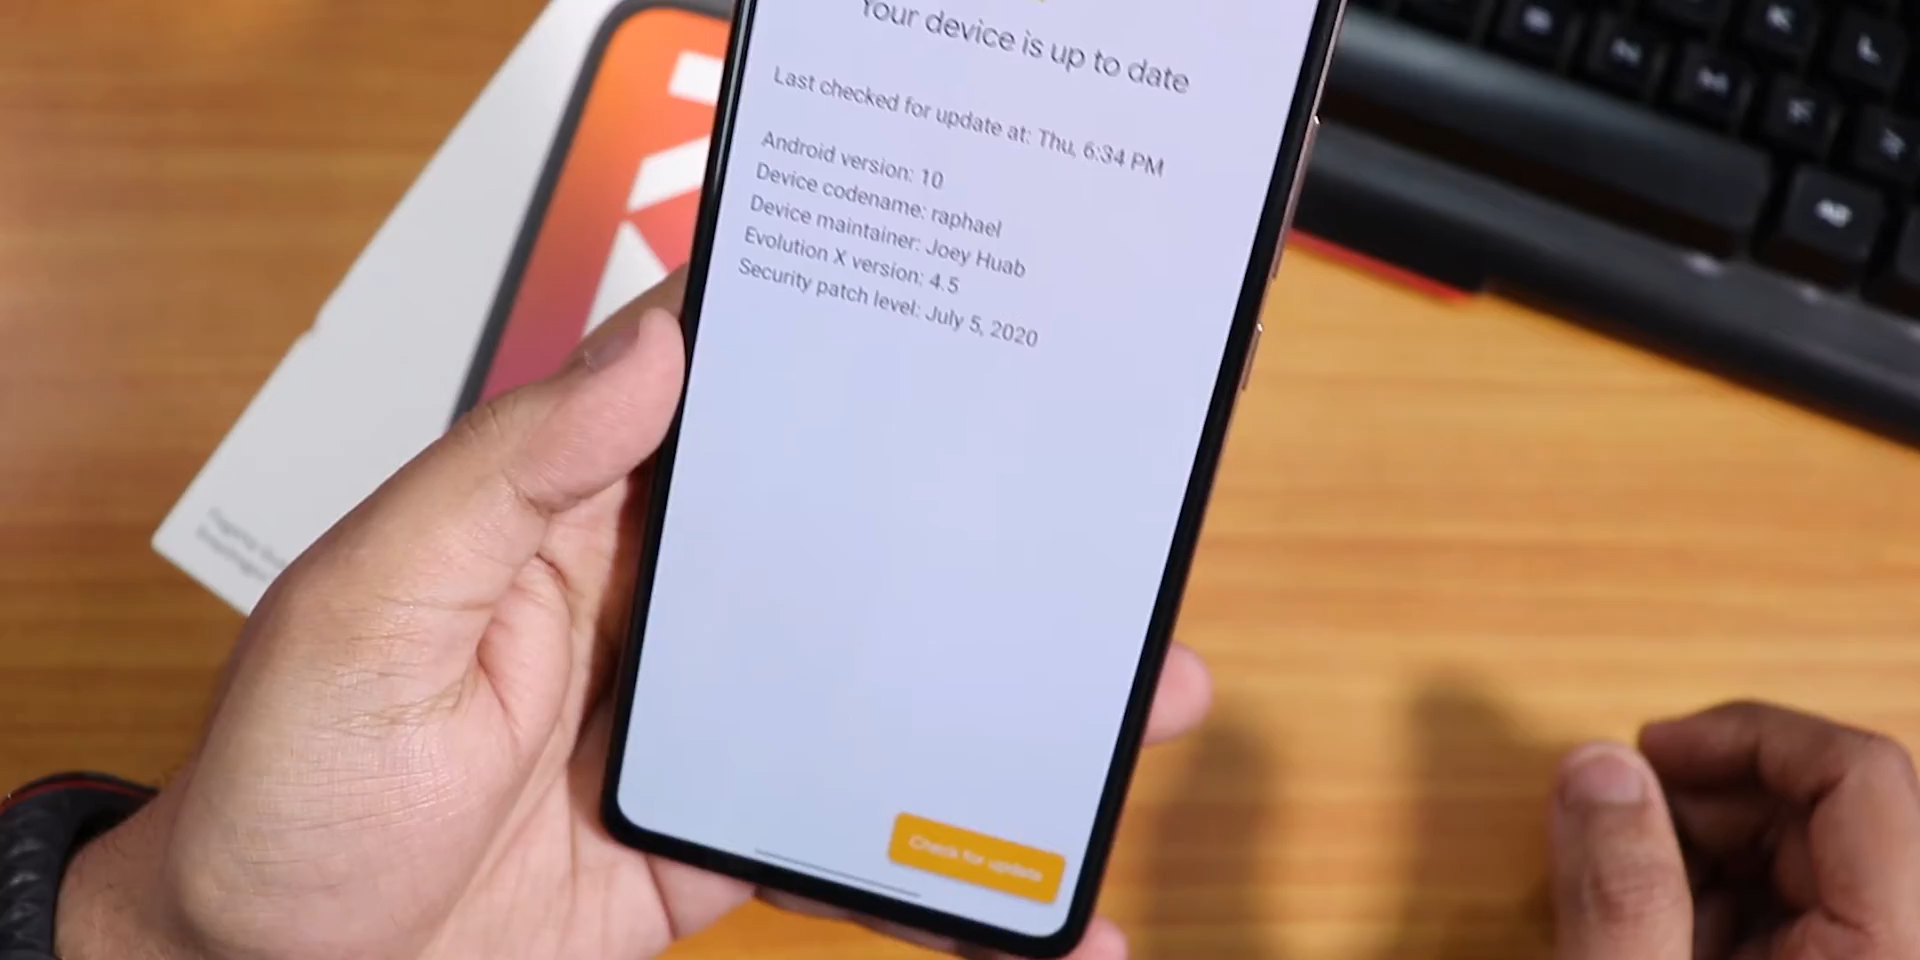 Your device is up to date
Last checked for update at: Thu, 6:34 PM
Android version: 10
Device codename: raphael
Device maintainer: Joey Huab
Evolution X version: 4.5
Security patch level: July 5, 2020
Check for update
K
L